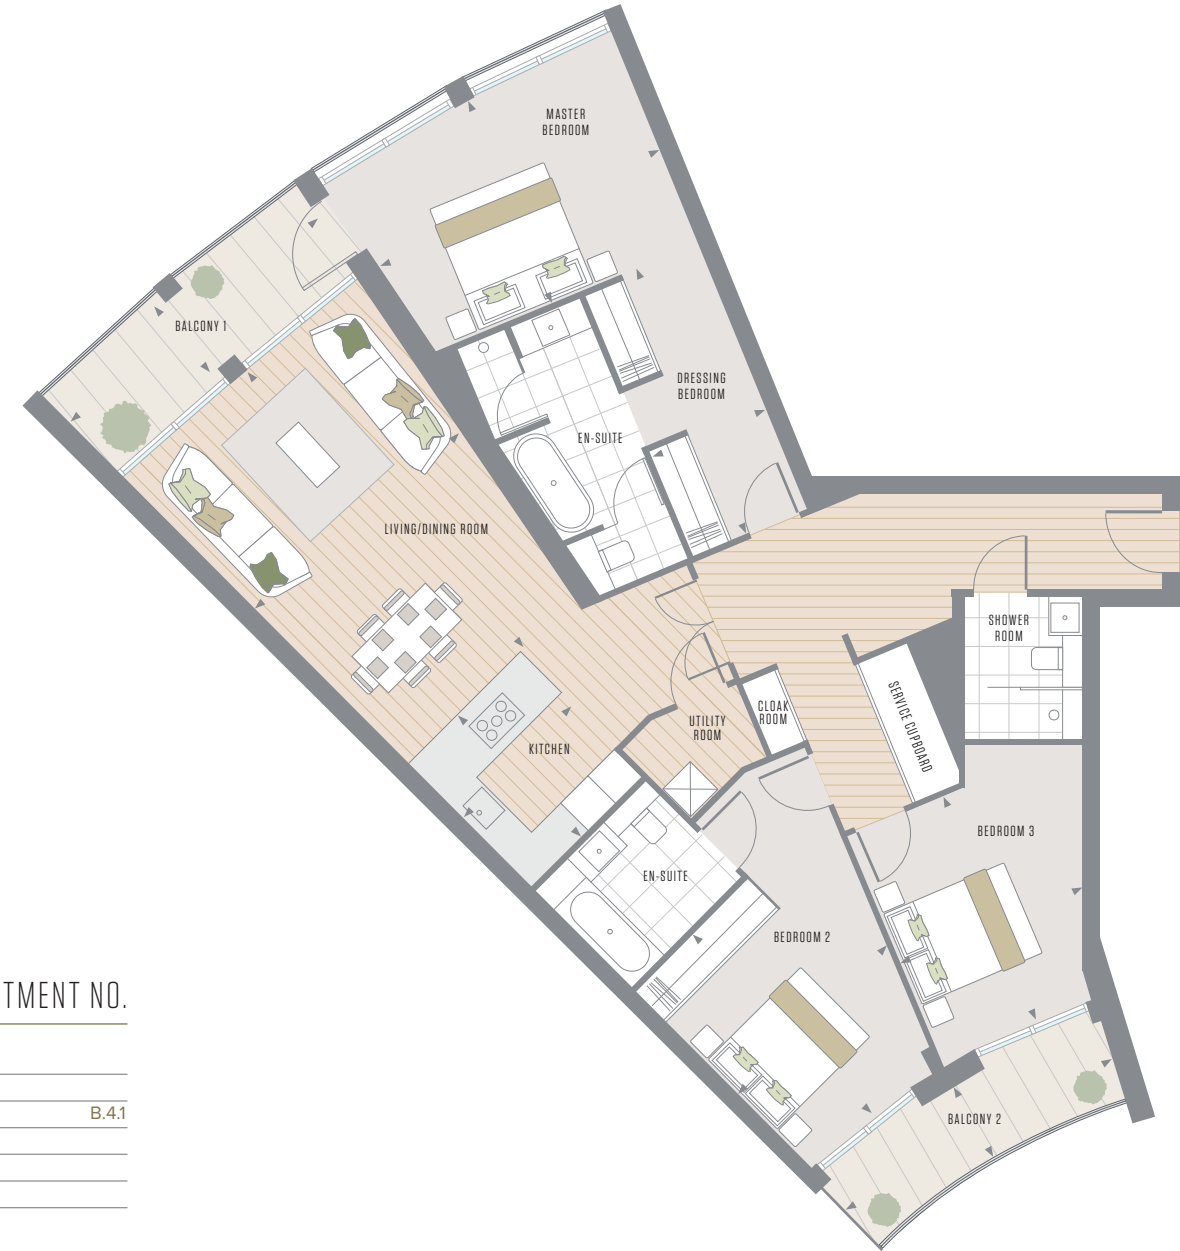 MASTER
BEDROOM
BALCONY 1
DRESSING
BEDROOM
EN-SUITE
LIVING/DINING ROOM
SHOWER
ROOM
SERVICE CUPBOARD
CLOAK
ROOM
UTILITY
ROOM
KITCHEN
BEDROOM 3
EN-SUITE
BEDROOM 2
TMENT NO.
B.4.1
BALCONY 2